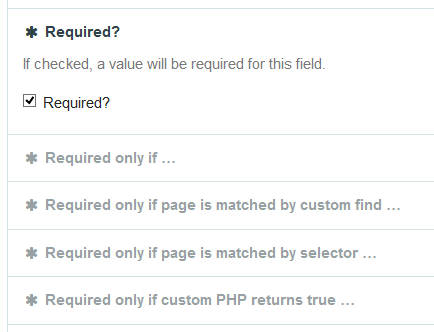 Required?
If checked, a value will be required for this field.
Required?
Required only if …
Required only if page is matched by custom find …
Required only if page is matched by selector …
Required only if custom PHP returns true …